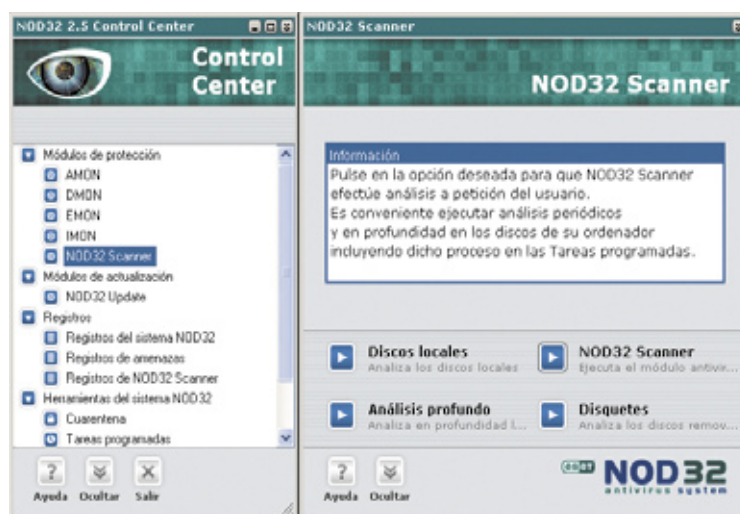 NOD32 2.5 Control Center
Control
Center
Módulos de protección
AMON
DMON
EMON
IMON
NOD32 Scanner
Módulos de actualización
NOD32 Update
Registros
Registros del sistema NOD32
Registros de amenazas
Registros de NOD32 Scanner
Herramientas del sistema NOD32
Cuarentena
Tareas programadas
Ayuda Ocultar Salir
NOD32 Scanner
NOD32 Scanner
Información
Pulse en la opción deseada para que NOD32 Scanner
efectúe análisis a petición del usuario.
Es conveniente ejecutar análisis periódicos
y en profundidad en los discos de su ordenador
incluyendo dicho proceso en las Tareas programadas.
Discos locales
Analiza los discos locales
NOD32 Scanner
Ejecuta el módulo antivir...
Análisis profundo
Analiza en profundidad l...
Disquetes
Analiza los discos remov...
Ayuda Ocultar
eset NOD32
antivirus system